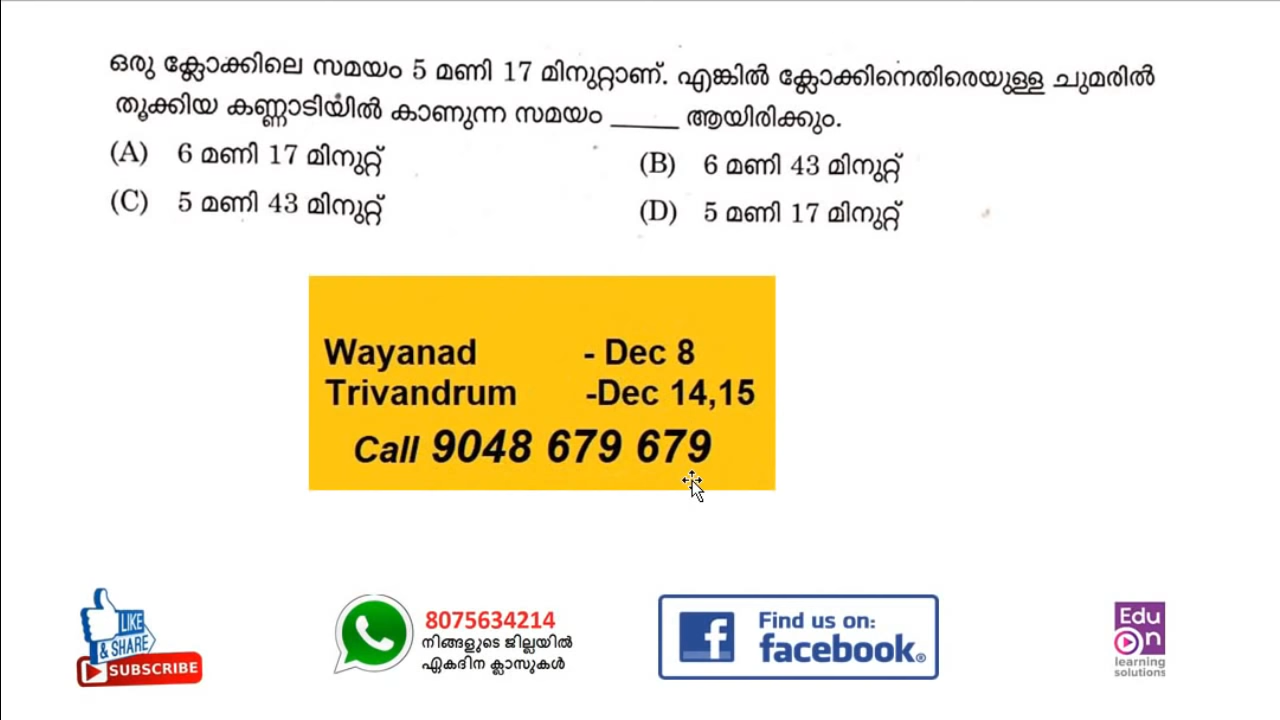 ഒരു ക്ലോക്കിലെ സമയം 5 മണി 17 മിനുറ്റാണ്. എങ്കിൽ ക്ലോക്കിനെതിരെയുള്ള ചുമരിൽ
തൂക്കിയ കണ്ണാടിയിൽ കാണുന്ന സമയം _____ ആയിരിക്കും.
(A) 6 മണി 17 മിനുറ്റ് (B) 6 മണി 43 മിനുറ്റ്
(C) 5 മണി 43 മിനുറ്റ് (D) 5 മണി 17 മിനുറ്റ്
Wayanad - Dec 8
Trivandrum -Dec 14,15
Call 9048 679 679
LIKE
& SHARE
SUBSCRIBE
8075634214
നിങ്ങളുടെ ജില്ലയിൽ
ഏകദിന ക്ലാസുകൾ
f
Find us on:
facebook®
Edu
On
learning
solutions